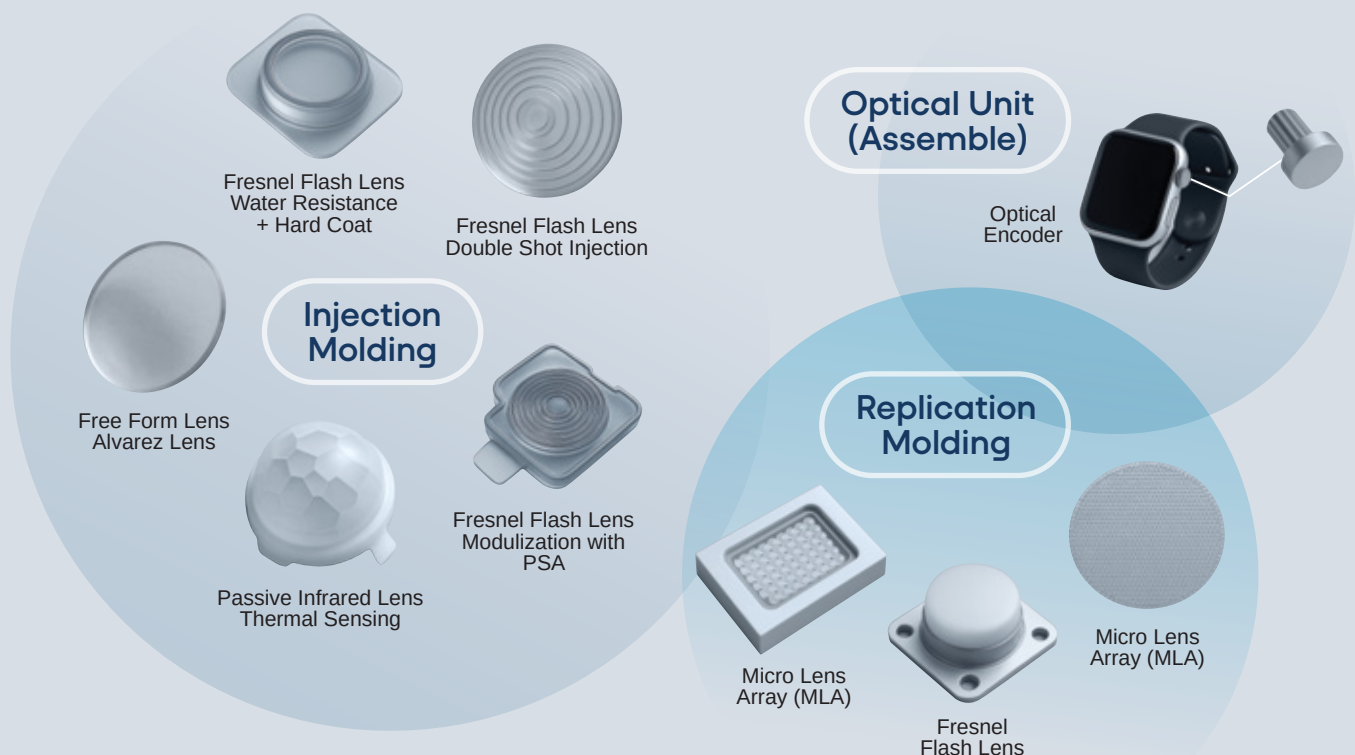 Fresnel Flash Lens
Water Resistance
+ Hard Coat
Fresnel Flash Lens
Double Shot Injection
Injection
Molding
Free Form Lens
Alvarez Lens
Fresnel Flash Lens
Modulization with
PSA
Passive Infrared Lens
Thermal Sensing
Optical Unit
(Assemble)
Optical
Encoder
Replication
Molding
Micro Lens
Array (MLA)
Fresnel
Flash Lens
Micro Lens
Array (MLA)